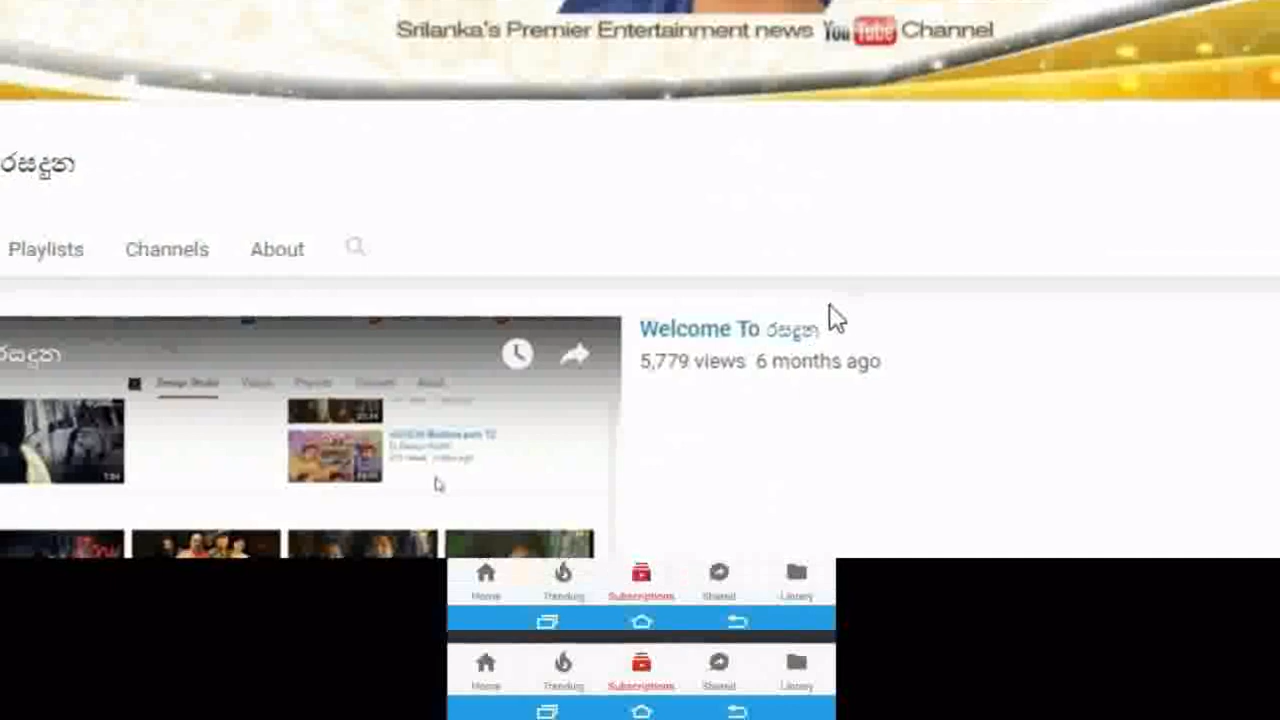 Srilanka's Premier Entertainment news YouTube Channel
රසදුන
Playlists Channels About
Welcome To රසදුන
5,779 views 6 months ago
රසදුන
Home Trending Subscriptions Shared Library
Home Trending Subscriptions Shared Library